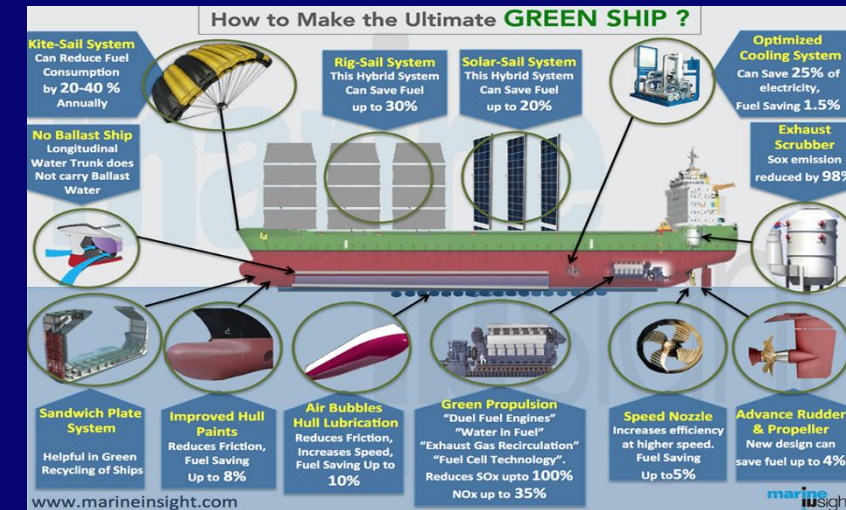 How to Make the Ultimate GREEN SHIP ?
Kite-Sail System
Can Reduce Fuel
Consumption
by 20-40 %
Annually
Rig-Sail System
This Hybrid System
Can Save Fuel
up to 30%
Solar-Sail System
This Hybrid System
Can Save Fuel
up to 20%
Optimized
Cooling System
Can Save 25% of
electricity,
Fuel Saving 1.5%
No Ballast Ship
Longitudinal
Water Trunk does
Not carry Ballast
Water
Exhaust
Scrubber
Sox emission
reduced by 98%
Sandwich Plate
System
Helpful in Green
Recycling of Ships
Improved Hull
Paints
Reduces Friction,
Fuel Saving
Up to 8%
Air Bubbles
Hull Lubrication
Reduces Friction,
Increases Speed,
Fuel Saving Up to
10%
Green Propulsion
"Duel Fuel Engines"
"Water in Fuel"
"Exhaust Gas Recirculation"
"Fuel Cell Technology".
Reduces SOx upto 100%
NOx up to 35%
Speed Nozzle
Increases efficiency
at higher speed.
Fuel Saving
Up to5%
Advance Rudder
& Propeller
New design can
save fuel up to 4%
www.marineinsight.com
marine
insight